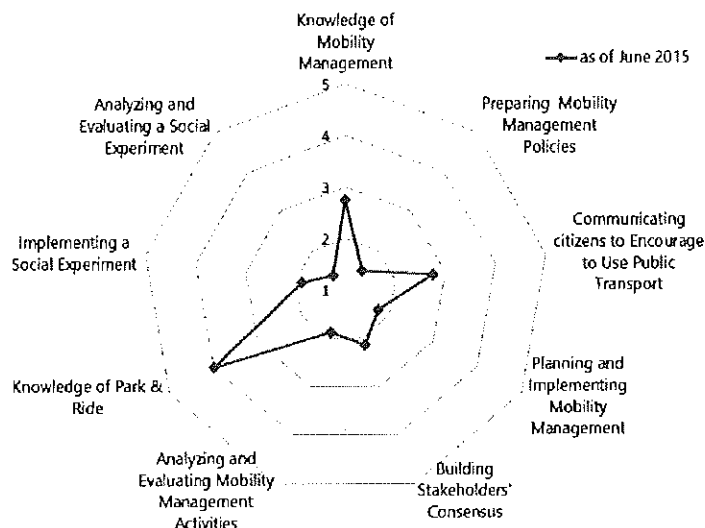 Knowledge of
Mobility
Management
as of June 2015
Preparing Mobility
Management
Policies
Communicating
citizens to Encourage
to Use Public
Transport
Planning and
Implementing
Mobility
Management
Building
Stakeholders'
Consensus
Analyzing and
Evaluating Mobility
Management
Activities
Knowledge of Park &
Ride
Implementing a
Social Experiment
Analyzing and
Evaluating a Social
Experiment
5
4
3
2
1